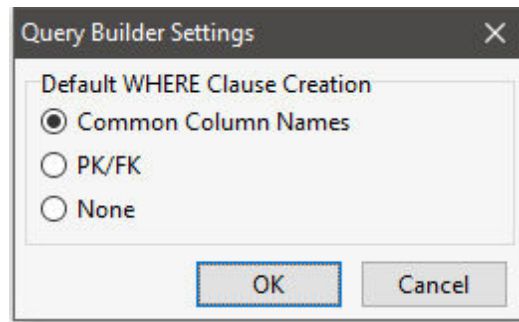 Query Builder Settings
Default WHERE Clause Creation
Common Column Names
PK/FK
None
OK Cancel